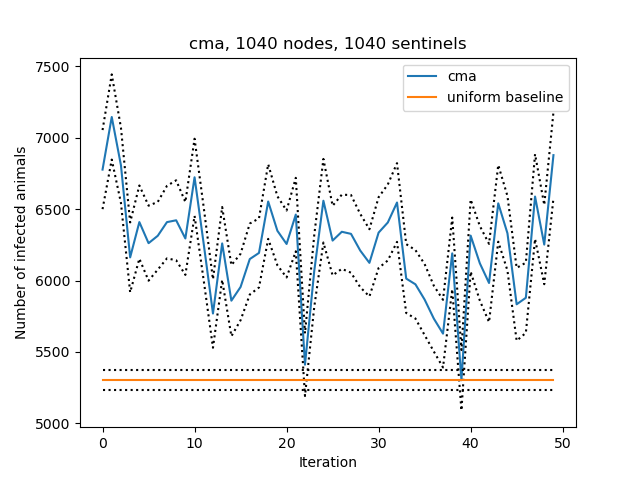 cma, 1040 nodes, 1040 sentinels
cma
uniform baseline
Number of infected animals
7500
7000
6500
6000
5500
5000
0 10 20 30 40 50
Iteration